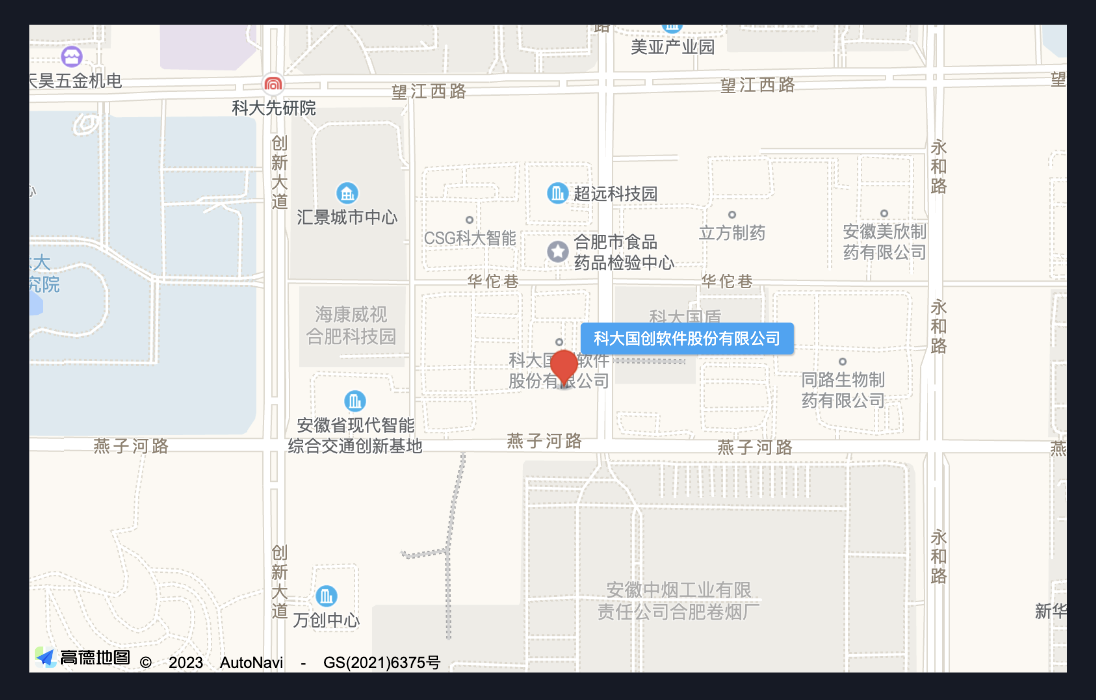 美亚产业园
天昊五金机电
望江西路
望江西路
望
科大先研院
路
创新大道
永和路
汇景城市中心
超远科技园
CSG科大智能
立方制药
安徽美欣制
药有限公司
合肥市食品
药品检验中心
大
究院
心
华佗巷
华佗巷
海康威视
合肥科技园
科大国盾
永和路
科大国创软件股份有限公司
科大国创软件
股份有限公司
同路生物制
药有限公司
安徽省现代智能
综合交通创新基地
燕子河路
燕子河路
燕子河路
燕
创新大道
永和路
安徽中烟工业有限
责任公司合肥卷烟厂
万创中心
新华
高德地图 © 2023 AutoNavi - GS(2021)6375号